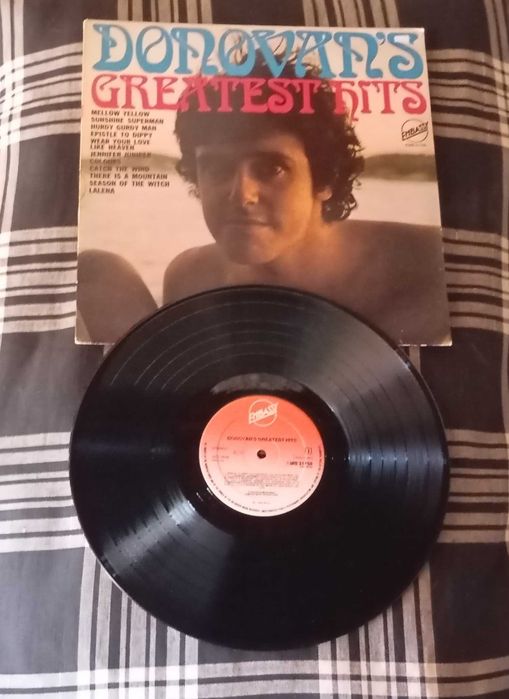 DONOVAN'S
GREATEST HITS
MELLOW YELLOW
SUNSHINE SUPERMAN
HURDY GURDY MAN
EPISTLE TO DIPPY
WEAR YOUR LOVE
LIKE HEAVEN
JENNIFER JUNIPER
COLOURS
CATCH THE WIND
THERE IS A MOUNTAIN
SEASON OF THE WITCH
LALENA
EMBASSY
EMBASSY
DONOVAN'S GREATEST HITS